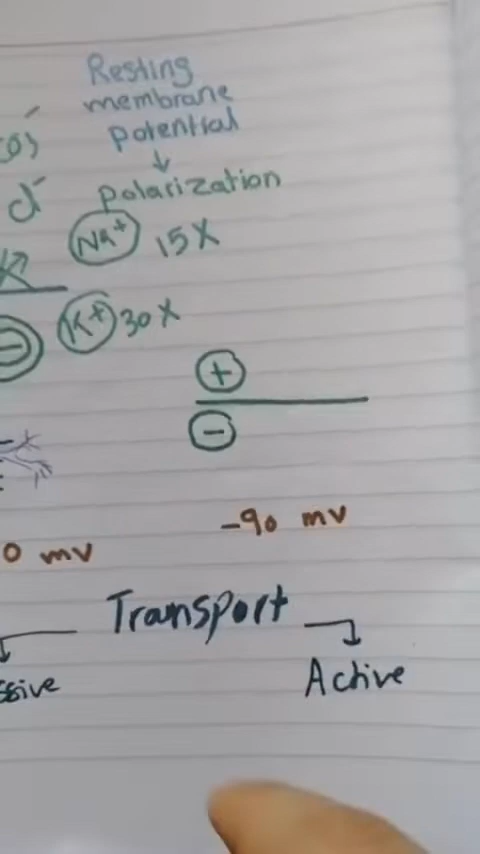 Resting
membrane
potential
↓
polarization
Na+ 15X
K+ 30X
+
−
-90 mv
0 mv
Transport
Active